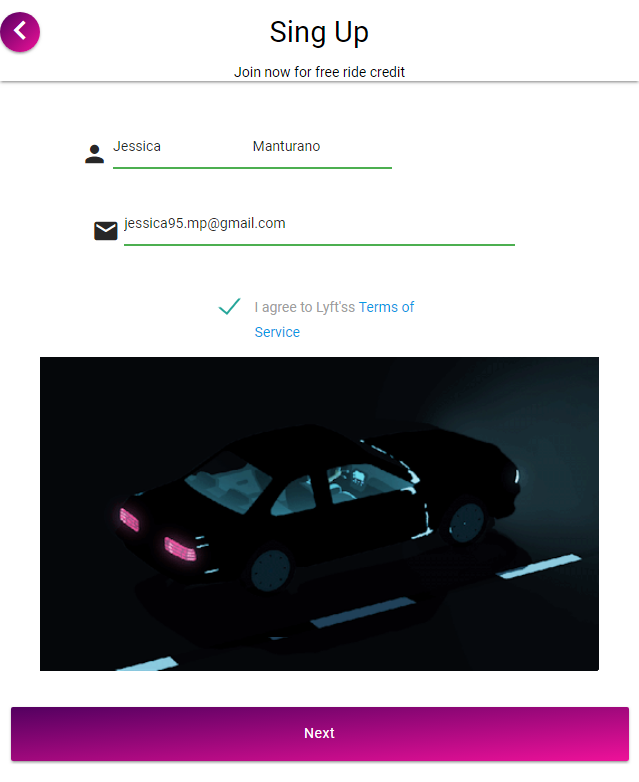 Sing Up
Join now for free ride credit
Jessica Manturano
jessica95.mp@gmail.com
I agree to Lyft'ss Terms of
Service
Next